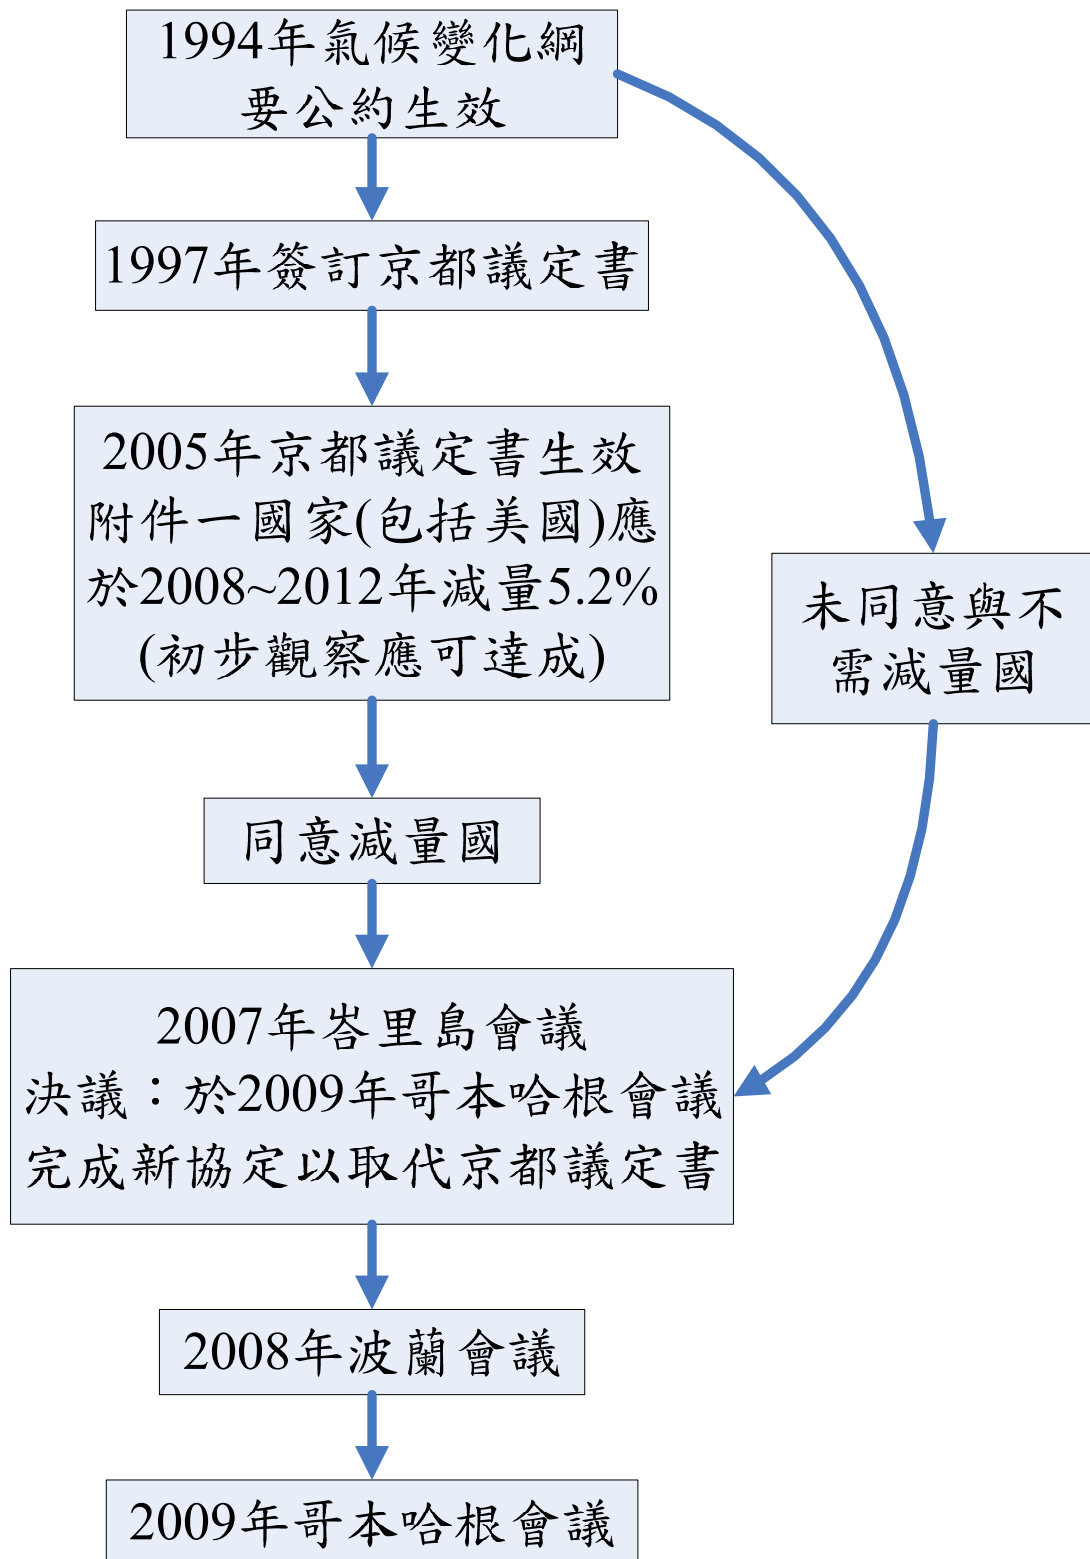 1994年氣候變化綱
要公約生效
1997年簽訂京都議定書
2005年京都議定書生效
附件一國家(包括美國)應
於2008~2012年減量5.2%
(初步觀察應可達成)
未同意與不
需減量國
同意減量國
2007年峇里島會議
決議：於2009年哥本哈根會議
完成新協定以取代京都議定書
2008年波蘭會議
2009年哥本哈根會議